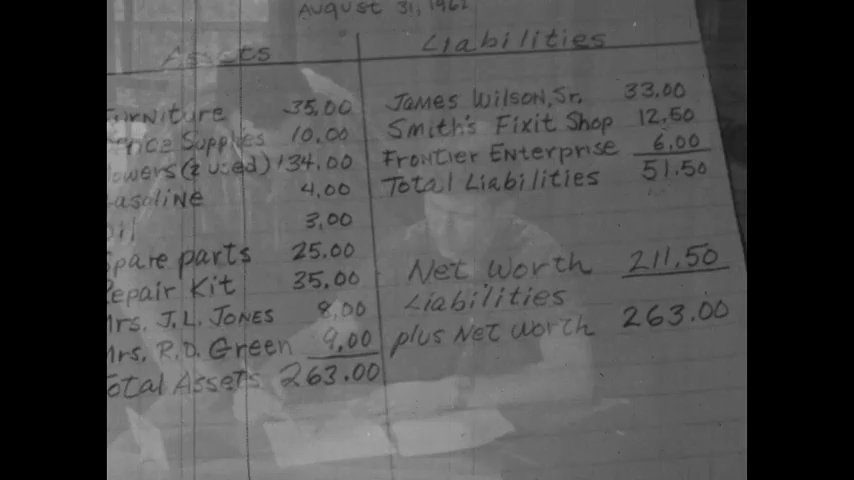 August 31, 1962
Assets
Liabilities
urniture 35.00
ffice Supplies 10.00
owers (2 used) 134.00
asoline 4.00
il 3.00
pare parts 25.00
epair Kit 35.00
rs. J.L. Jones 8.00
rs. R.D. Green 9.00
otal Assets 263.00
James Wilson, Sr. 33.00
Smith's Fixit Shop 12.50
Frontier Enterprise 6.00
Total Liabilities 51.50
Net Worth 211.50
Liabilities
plus Net Worth 263.00